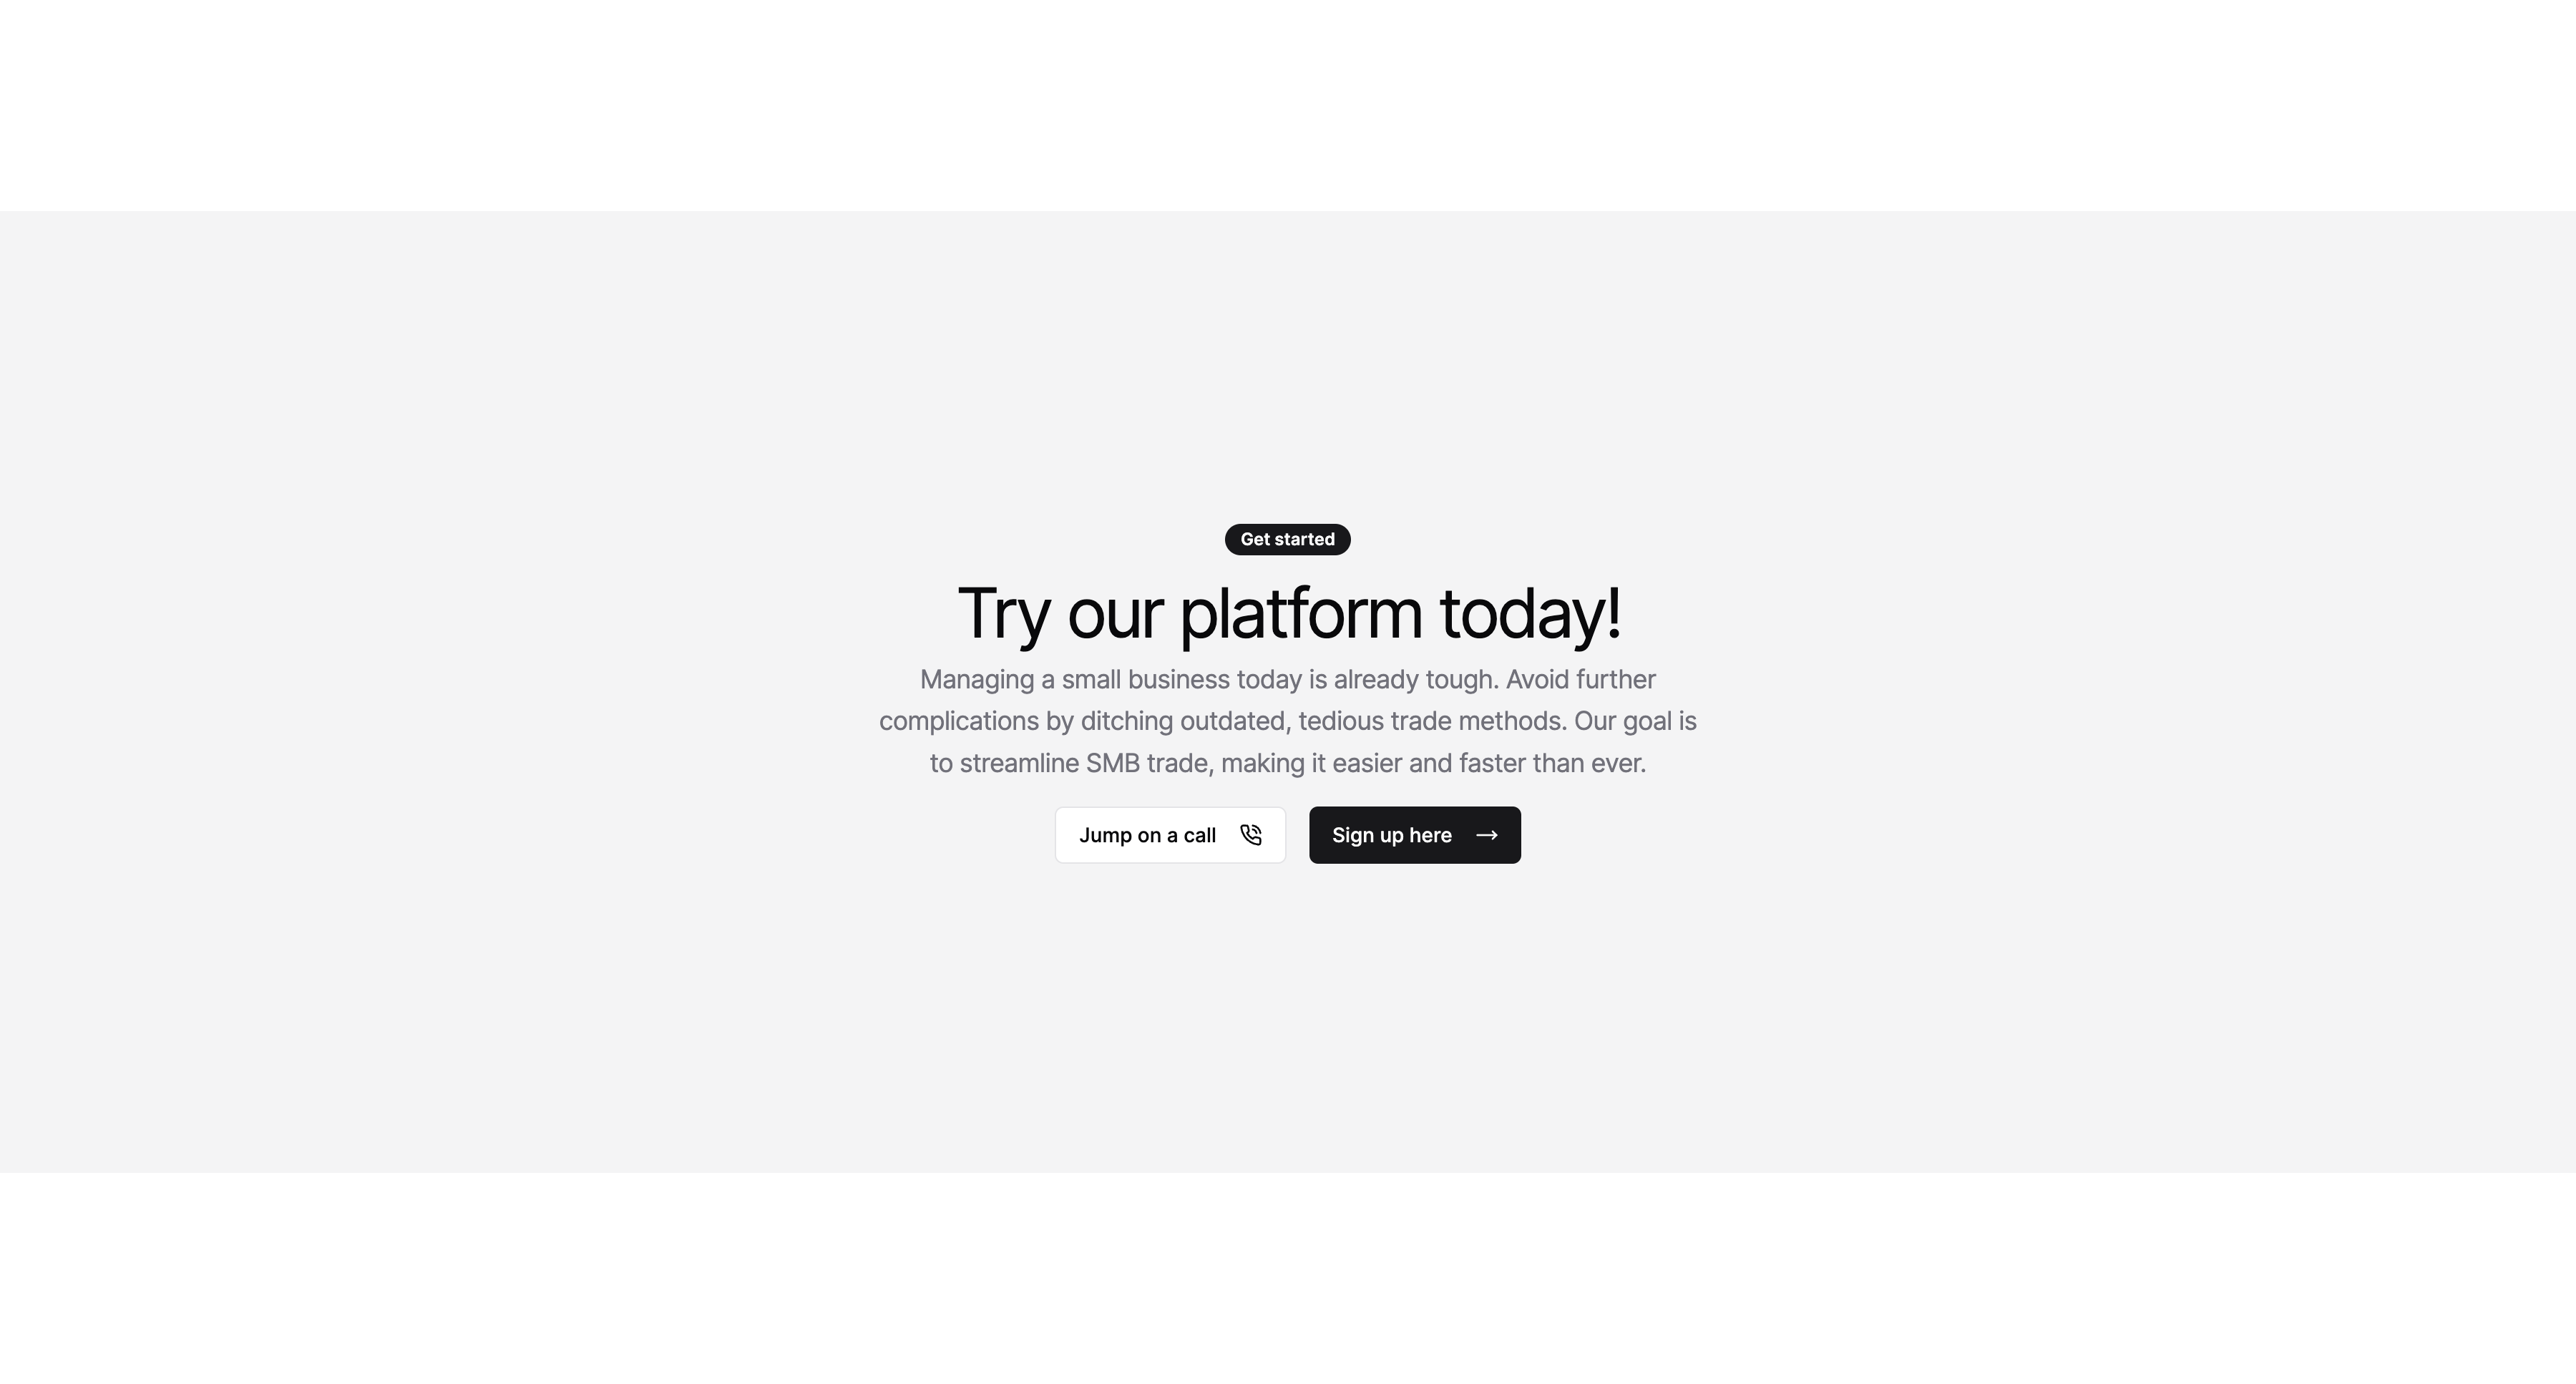 Get started
Try our platform today!
Managing a small business today is already tough. Avoid further
complications by ditching outdated, tedious trade methods. Our goal is
to streamline SMB trade, making it easier and faster than ever.
Jump on a call
Sign up here